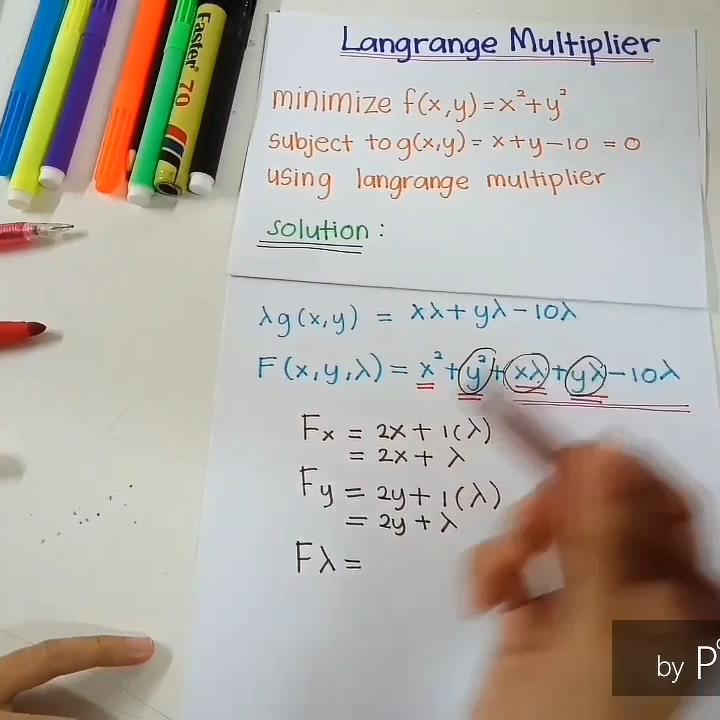 Langrange Multiplier
minimize f(x,y)=x²+y²
subject to g(x,y) = x+y-10 = 0
using langrange multiplier
solution :
λg(x,y) = xλ+yλ-10λ
F(x,y,λ) = x²+y²+xλ+yλ-10λ
Fx = 2x+1(λ)
= 2x+λ
Fy = 2y+1(λ)
= 2y+λ
Fλ =
Faster 70
by P